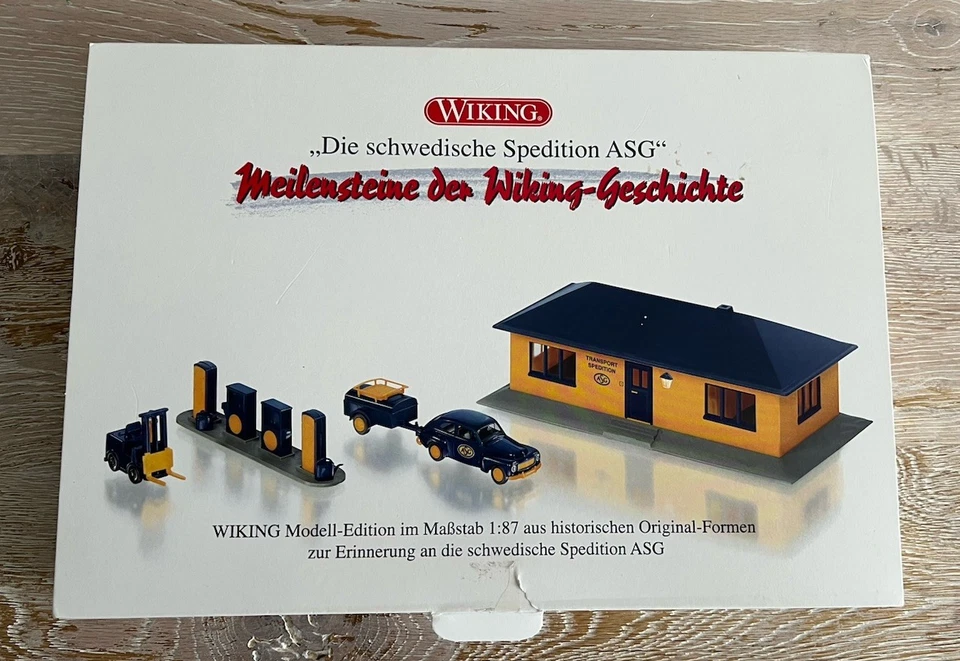 WIKING®
„Die schwedische Spedition ASG“
Meilensteine der Wiking-Geschichte
TRANSPORT
SPEDITION
ASG
ASG
WIKING Modell-Edition im Maßstab 1:87 aus historischen Original-Formen
zur Erinnerung an die schwedische Spedition ASG